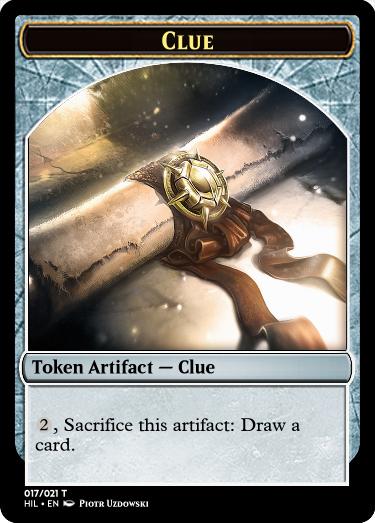 Clue
Token Artifact — Clue
2, Sacrifice this artifact: Draw a
card.
017/021 T
HIL • EN Piotr Uzdowski